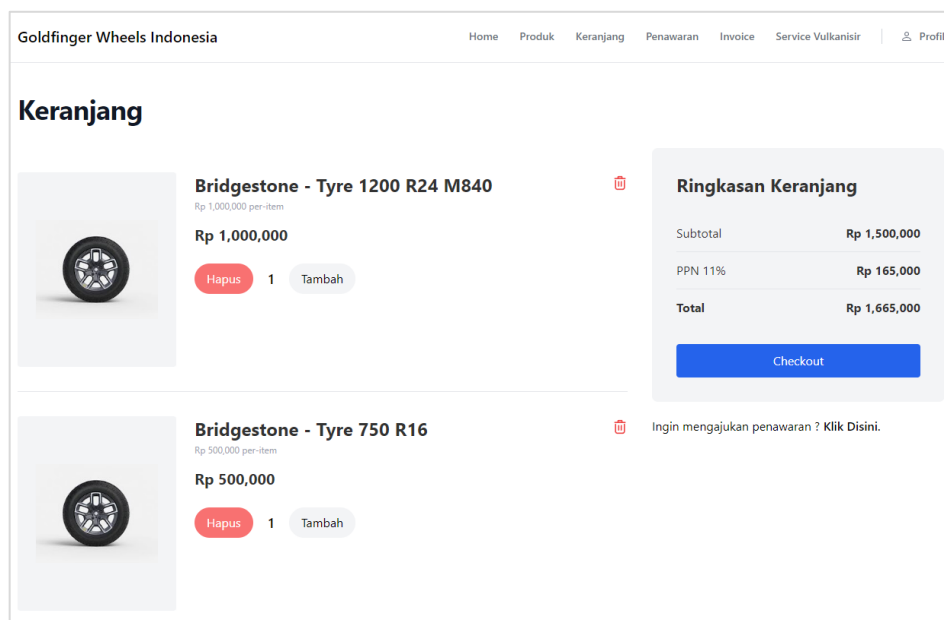 Goldfinger Wheels Indonesia
Home Produk Keranjang Penawaran Invoice Service Vulkanisir Profil
Keranjang
Bridgestone - Tyre 1200 R24 M840
Rp 1,000,000 per-item
Rp 1,000,000
Hapus 1 Tambah
Bridgestone - Tyre 750 R16
Rp 500,000 per-item
Rp 500,000
Hapus 1 Tambah
Ringkasan Keranjang
Subtotal Rp 1,500,000
PPN 11% Rp 165,000
Total Rp 1,665,000
Checkout
Ingin mengajukan penawaran ? Klik Disini.